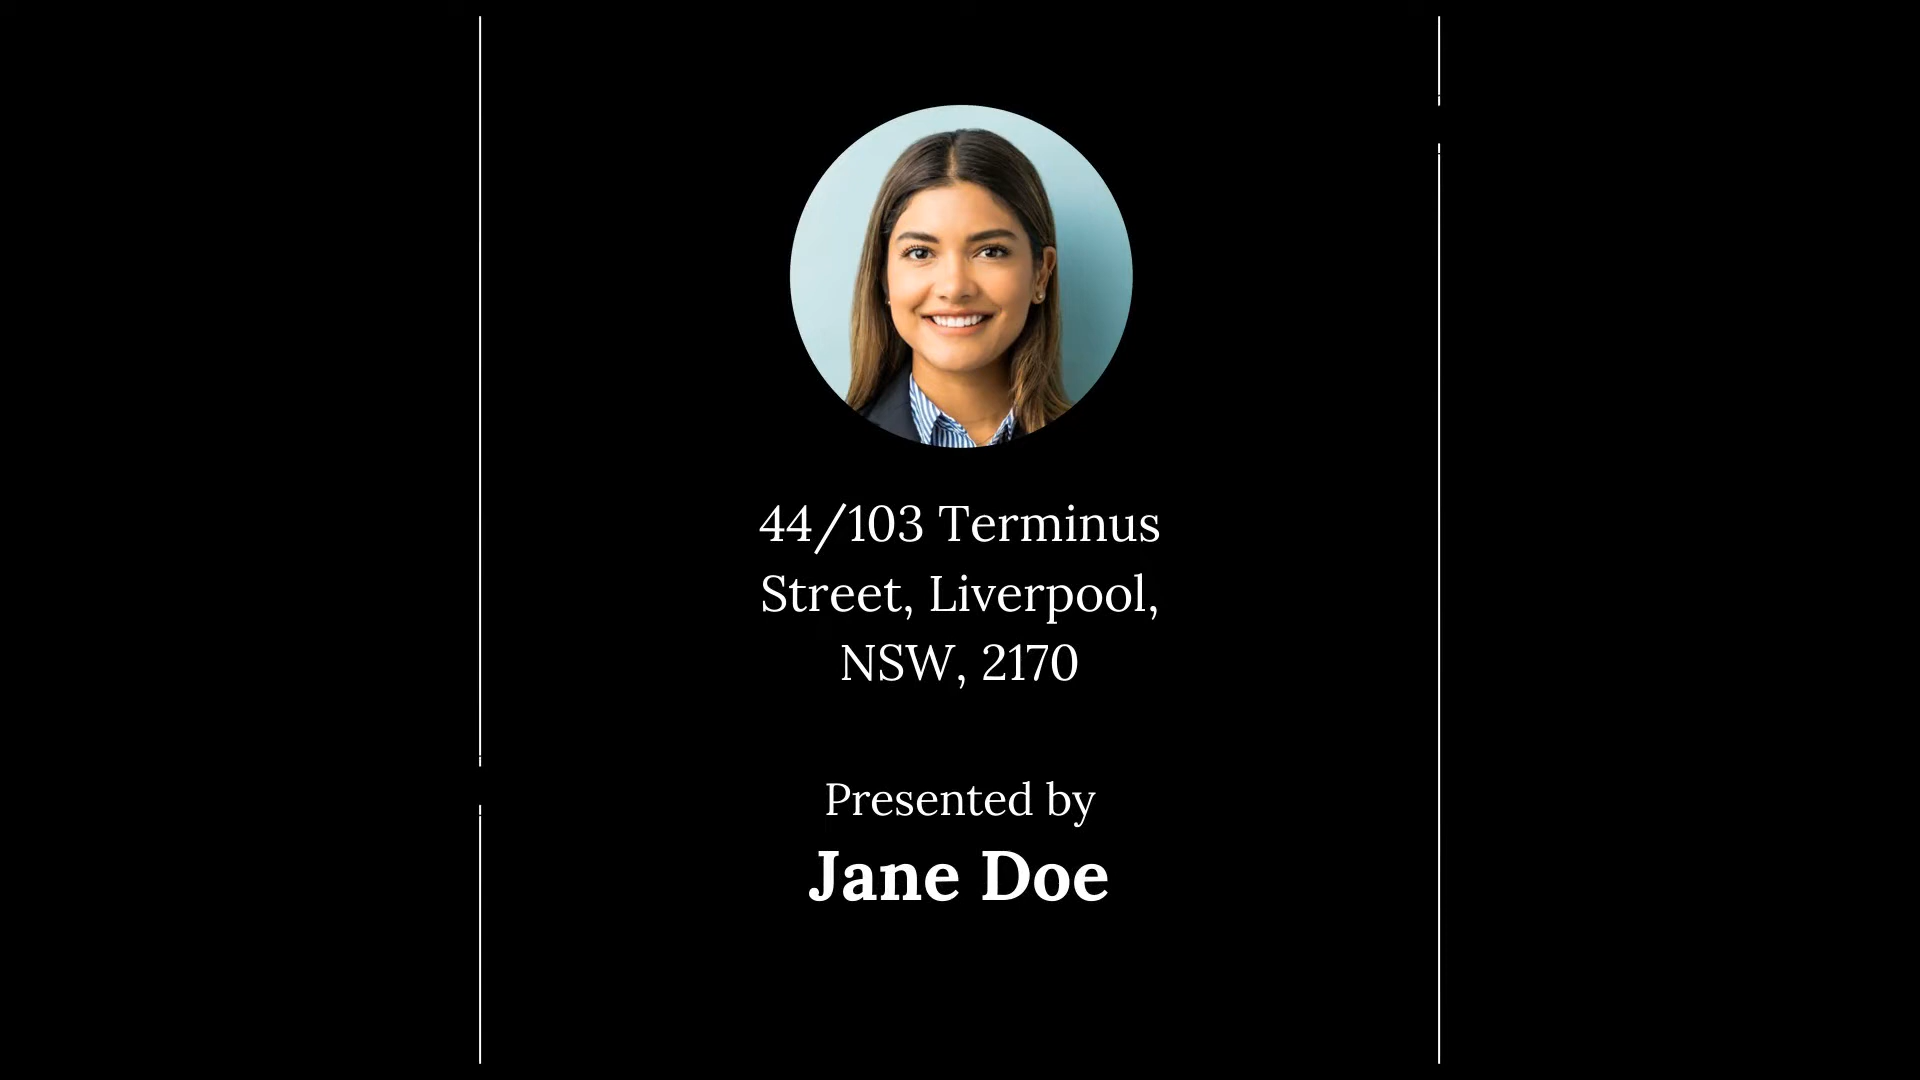 44/103 Terminus
Street, Liverpool,
NSW, 2170
Presented by
Jane Doe